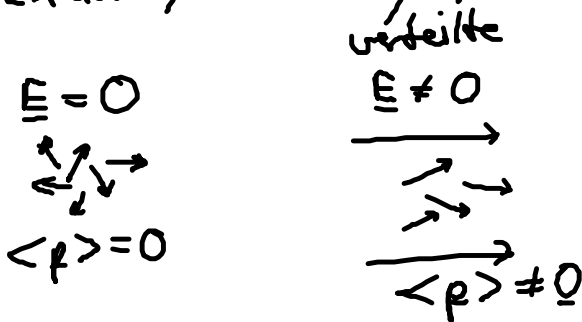 verteilte
E = 0
E ≠ 0
<p> = 0
<p> ≠ 0